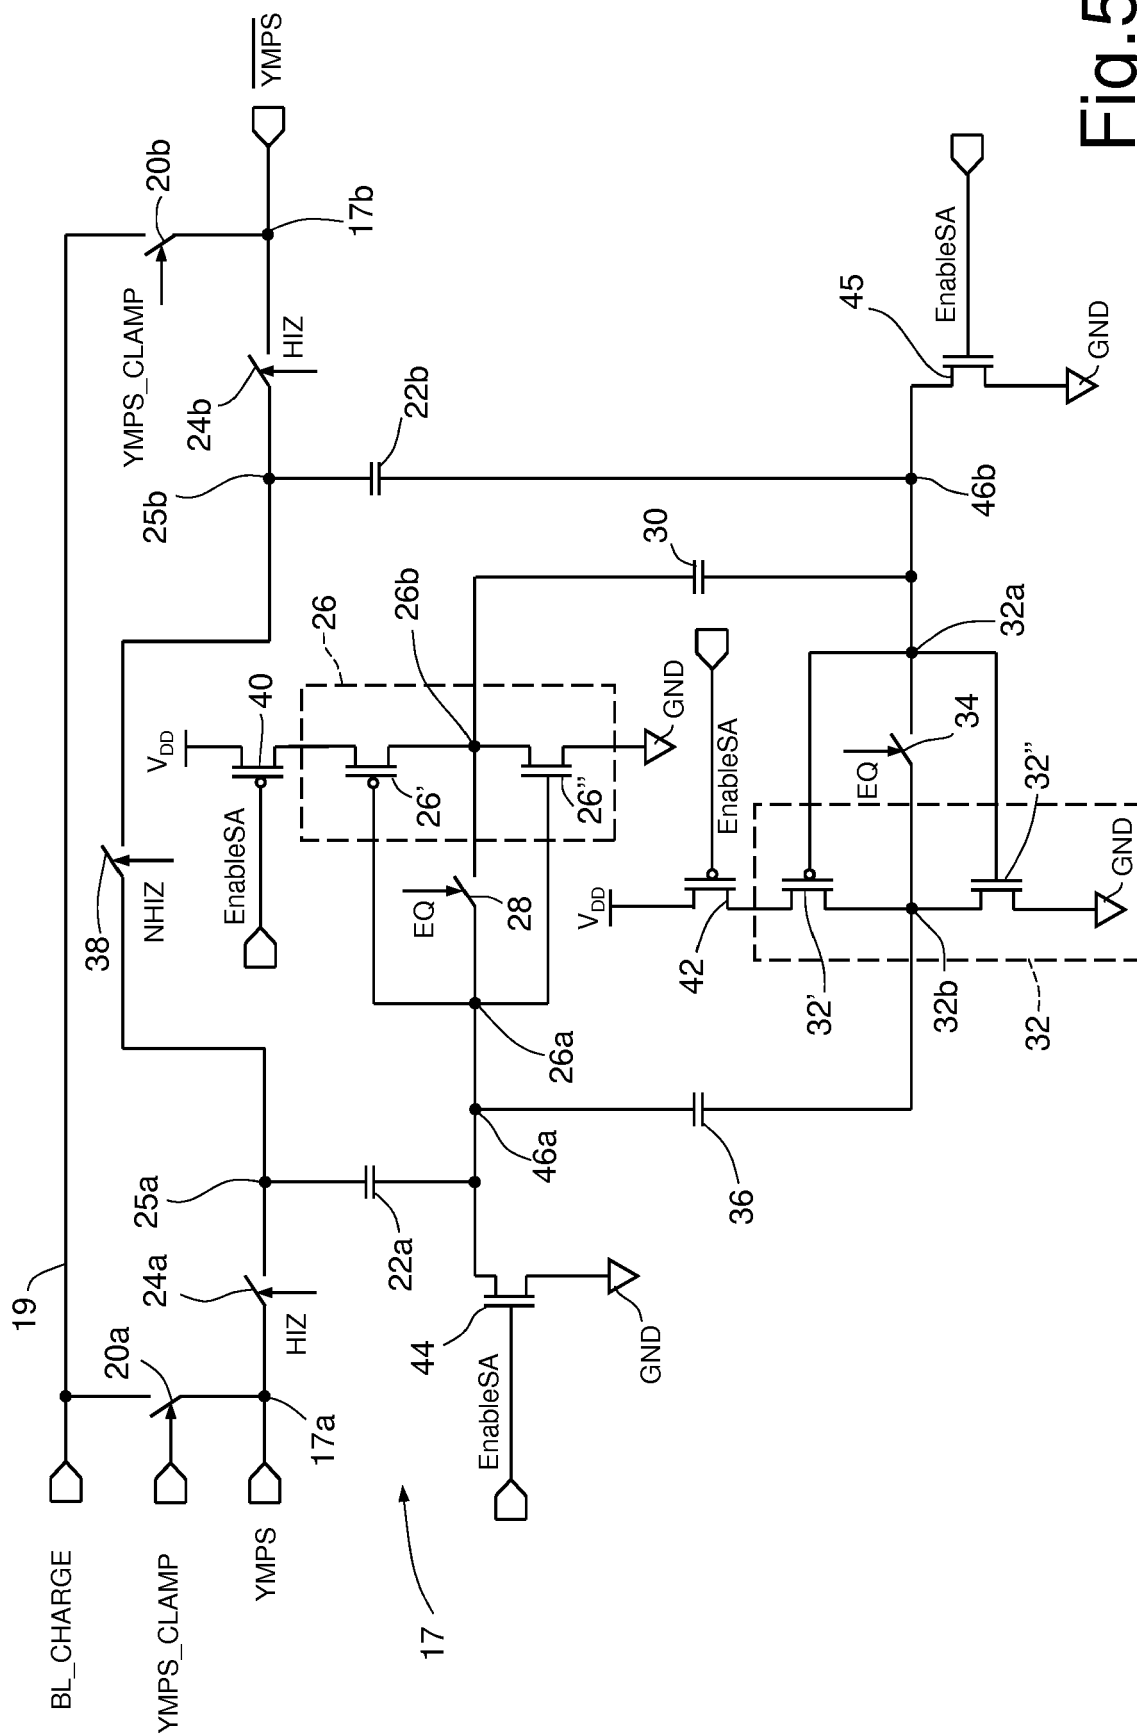 BL_CHARGE
YMPS_CLAMP
YMPS
19
20a
17a
24a
HIZ
25a
22a
17
44
EnableSA
GND
38
NHIZ
46a
36
26a
EQ
28
EnableSA
V_DD
40
26
26'
26"
26b
GND
30
V_DD
42
EnableSA
32'
32b
32
32"
GND
EQ
34
32a
46b
45
EnableSA
GND
25b
22b
24b
HIZ
YMPS_CLAMP
20b
17b
YMPS
Fig.5